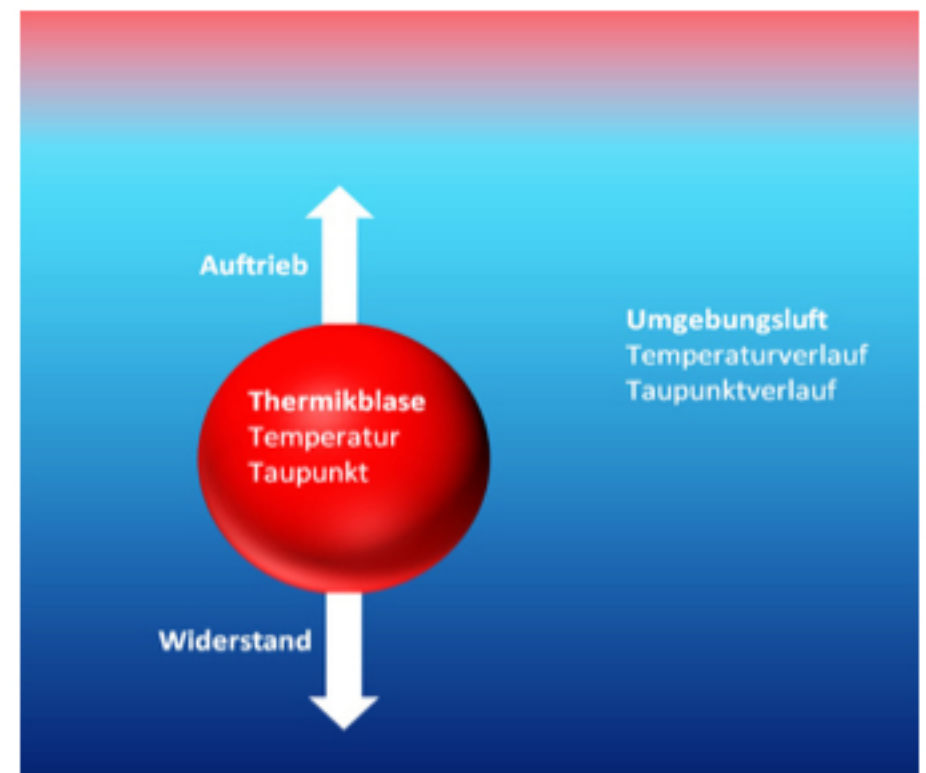 Auftrieb
Umgebungsluft
Temperaturverlauf
Taupunktverlauf
Thermikblase
Temperatur
Taupunkt
Widerstand